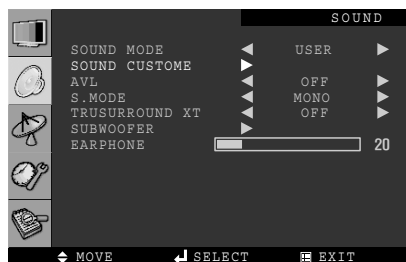 SOUND
SOUND MODE USER
SOUND CUSTOME
AVL OFF
S.MODE MONO
TRUSURROUND XT OFF
SUBWOOFER
EARPHONE 20
MOVE SELECT EXIT